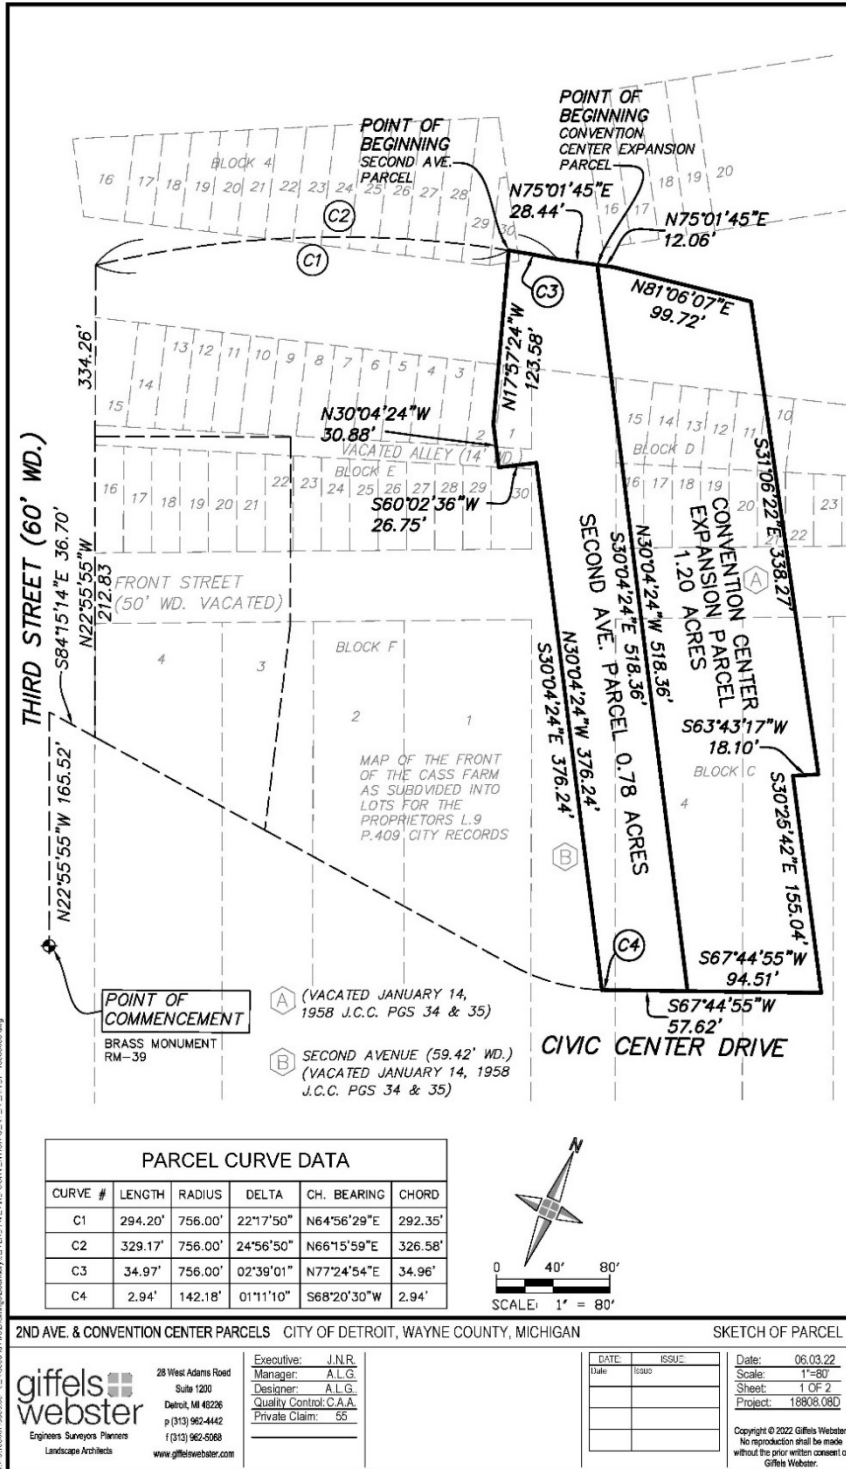 POINT OF
BEGINNING
SECOND AVE.
PARCEL
POINT OF
BEGINNING
CONVENTION
CENTER EXPANSION
PARCEL
BLOCK 4
16 17 18 19 20 21 22 23 24 25 26 27 28 29 30
16 17 18 19 20
N75°01'45"E
28.44'
N75°01'45"E
12.06'
C2
C1
C3
N81°06'07"E
99.72'
334.26'
N17°57'24"W
123.58'
15 14 13 12 11 10 9 8 7 6 5 4 3 2 1
N30°04'24"W
30.88'
VACATED ALLEY (14' WD.)
BLOCK E
16 17 18 19 20 21 22 23 24 25 26 27 28 29 30
S60°02'36"W
26.75'
15 14 13 12 11 10
BLOCK D
16 17 18 19 20 21 22 23
THIRD STREET (60' WD.)
S84°15'14"E 36.70'
N22°55'55"W
212.83
FRONT STREET
(50' WD. VACATED)
S31°06'22"E 338.27'
A
CONVENTION CENTER
EXPANSION PARCEL
1.20 ACRES
N30°04'24"W 518.36'
S30°04'24"E 518.36'
SECOND AVE. PARCEL 0.78 ACRES
N30°04'24"W 376.24'
S30°04'24"E 376.24'
4
3
BLOCK F
2
1
MAP OF THE FRONT
OF THE CASS FARM
AS SUBDVIDED INTO
LOTS FOR THE
PROPRIETORS L.9
P.409 CITY RECORDS
S63°43'17"W
18.10'
BLOCK C
4
S30°25'42"E 155.04'
B
N22°55'55"W 165.52'
C4
S67°44'55"W
94.51'
S67°44'55"W
57.62'
CIVIC CENTER DRIVE
POINT OF
COMMENCEMENT
BRASS MONUMENT
RM-39
A (VACATED JANUARY 14,
1958 J.C.C. PGS 34 & 35)
B SECOND AVENUE (59.42' WD.)
(VACATED JANUARY 14, 1958
J.C.C. PGS 34 & 35)
PARCEL CURVE DATA
CURVE # LENGTH RADIUS DELTA CH. BEARING CHORD
C1 294.20' 756.00' 22°17'50" N64°56'29"E 292.35'
C2 329.17' 756.00' 24°56'50" N66°15'59"E 326.58'
C3 34.97' 756.00' 02°39'01" N77°24'54"E 34.96'
C4 2.94' 142.18' 01°11'10" S68°20'30"W 2.94'
N
0 40' 80'
SCALE: 1" = 80'
2ND AVE. & CONVENTION CENTER PARCELS CITY OF DETROIT, WAYNE COUNTY, MICHIGAN SKETCH OF PARCEL
giffels
webster
Engineers Surveyors Planners
Landscape Architects
28 West Adams Road
Suite 1200
Detroit, MI 48226
p (313) 962-4442
f (313) 962-5068
www.giffelswebster.com
Executive: J.N.R.
Manager: A.L.G.
Designer: A.L.G.
Quality Control: C.A.A.
Private Claim: 55
DATE: ISSUE:
Date Issue
Date: 06.03.22
Scale: 1"=80'
Sheet: 1 OF 2
Project: 18808.08D
Copyright © 2022 Giffels Webster
No reproduction shall be made
without the prior written consent of
Giffels Webster.